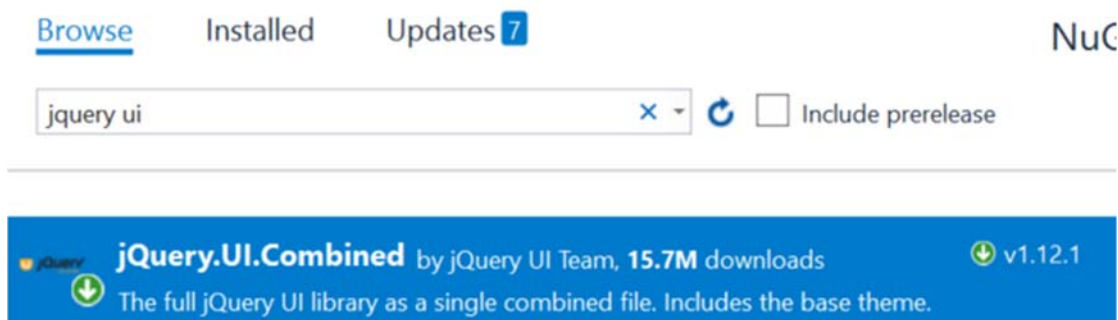 Browse Installed Updates 7 NuG
jquery ui Include prerelease
jQuery
jQuery.UI.Combined by jQuery UI Team, 15.7M downloads v1.12.1
The full jQuery UI library as a single combined file. Includes the base theme.